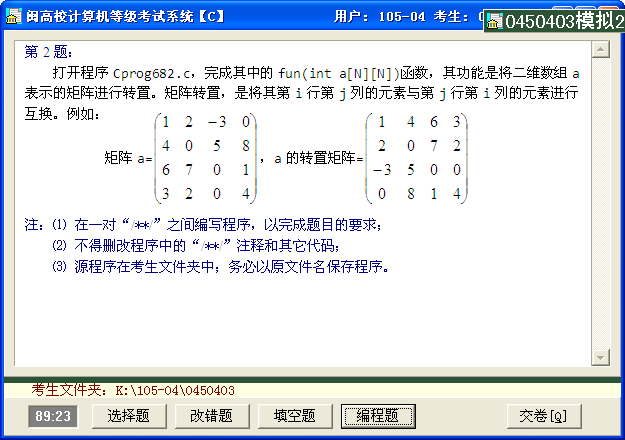 闽高校计算机等级考试系统【C】 用户: 105-04 考生:
0450403模拟2
第 2 题:
打开程序 Cprog682.c, 完成其中的 fun(int a[N][N])函数, 其功能是将二维数组 a
表示的矩阵进行转置。矩阵转置, 是将其第 i 行第 j 列的元素与第 j 行第 i 列的元素进行
互换。例如:
1 2 −3 0 1 4 6 3
4 0 5 8 2 0 7 2
矩阵 a= , a 的转置矩阵=
6 7 0 1 −3 5 0 0
3 2 0 4 0 8 1 4
注: ⑴ 在一对“/**/”之间编写程序, 以完成题目的要求;
⑵ 不得删改程序中的“/**/”注释和其它代码;
⑶ 源程序在考生文件夹中; 务必以原文件名保存程序。
考生文件夹: K:\105-04\0450403
89:23 选择题 改错题 填空题 编程题 交卷[Q]